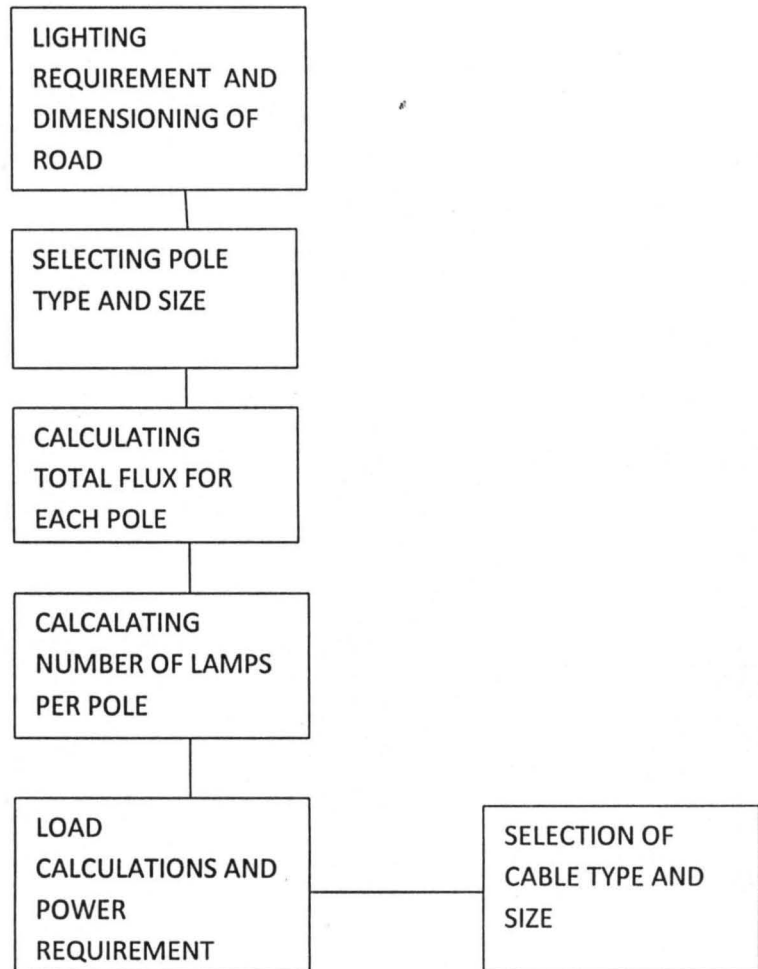 LIGHTING
REQUIREMENT AND
DIMENSIONING OF
ROAD
SELECTING POLE
TYPE AND SIZE
CALCULATING
TOTAL FLUX FOR
EACH POLE
CALCALATING
NUMBER OF LAMPS
PER POLE
LOAD
CALCULATIONS AND
POWER
REQUIREMENT
SELECTION OF
CABLE TYPE AND
SIZE